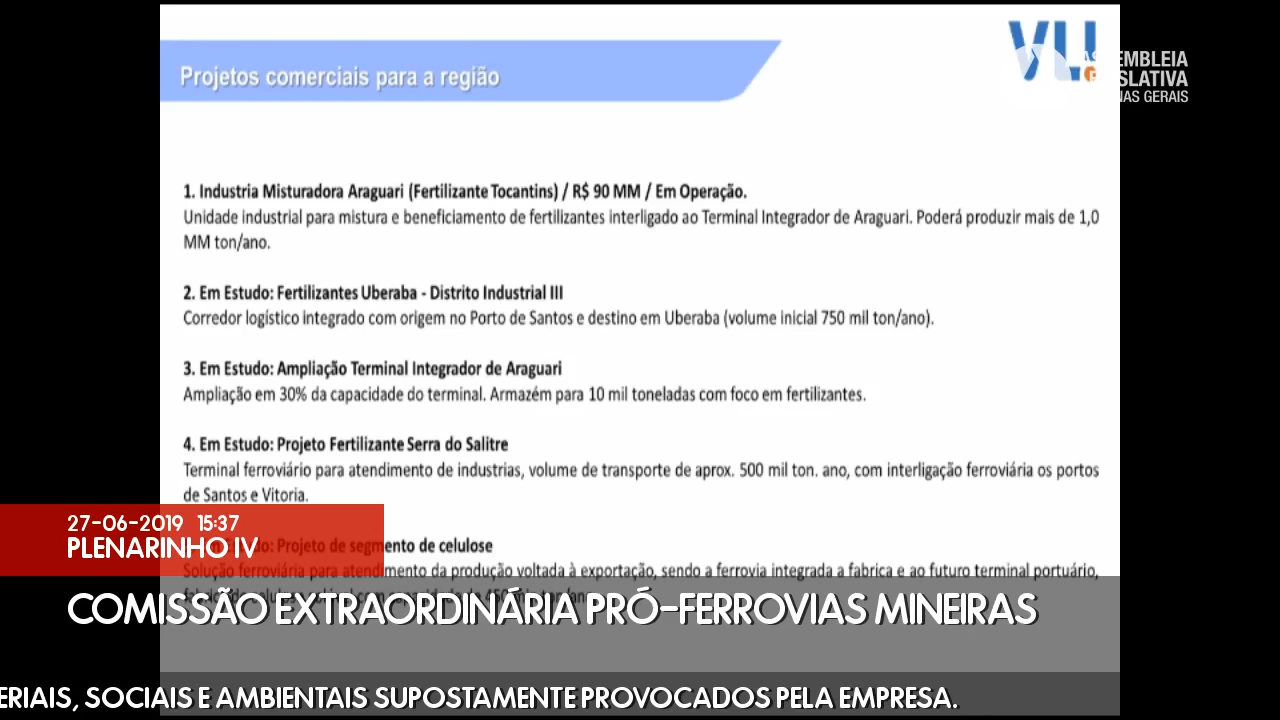 Projetos comerciais para a região
VLI
ASSEMBLEIA
LEGISLATIVA
MINAS GERAIS
1. Industria Misturadora Araguari (Fertilizante Tocantins) / R$ 90 MM / Em Operação.
Unidade industrial para mistura e beneficiamento de fertilizantes interligado ao Terminal Integrador de Araguari. Poderá produzir mais de 1,0
MM ton/ano.
2. Em Estudo: Fertilizantes Uberaba - Distrito Industrial III
Corredor logístico integrado com origem no Porto de Santos e destino em Uberaba (volume inicial 750 mil ton/ano).
3. Em Estudo: Ampliação Terminal Integrador de Araguari
Ampliação em 30% da capacidade do terminal. Armazém para 10 mil toneladas com foco em fertilizantes.
4. Em Estudo: Projeto Fertilizante Serra do Salitre
Terminal ferroviário para atendimento de industrias, volume de transporte de aprox. 500 mil ton. ano, com interligação ferroviária os portos
de Santos e Vitoria.
Estudo: Projeto de segmento de celulose
Solução ferroviária para atendimento da produção voltada à exportação, sendo a ferrovia integrada a fabrica e ao futuro terminal portuário,
27-06-2019 15:37
PLENARINHO IV
COMISSÃO EXTRAORDINÁRIA PRÓ-FERROVIAS MINEIRAS
ERIAIS, SOCIAIS E AMBIENTAIS SUPOSTAMENTE PROVOCADOS PELA EMPRESA.